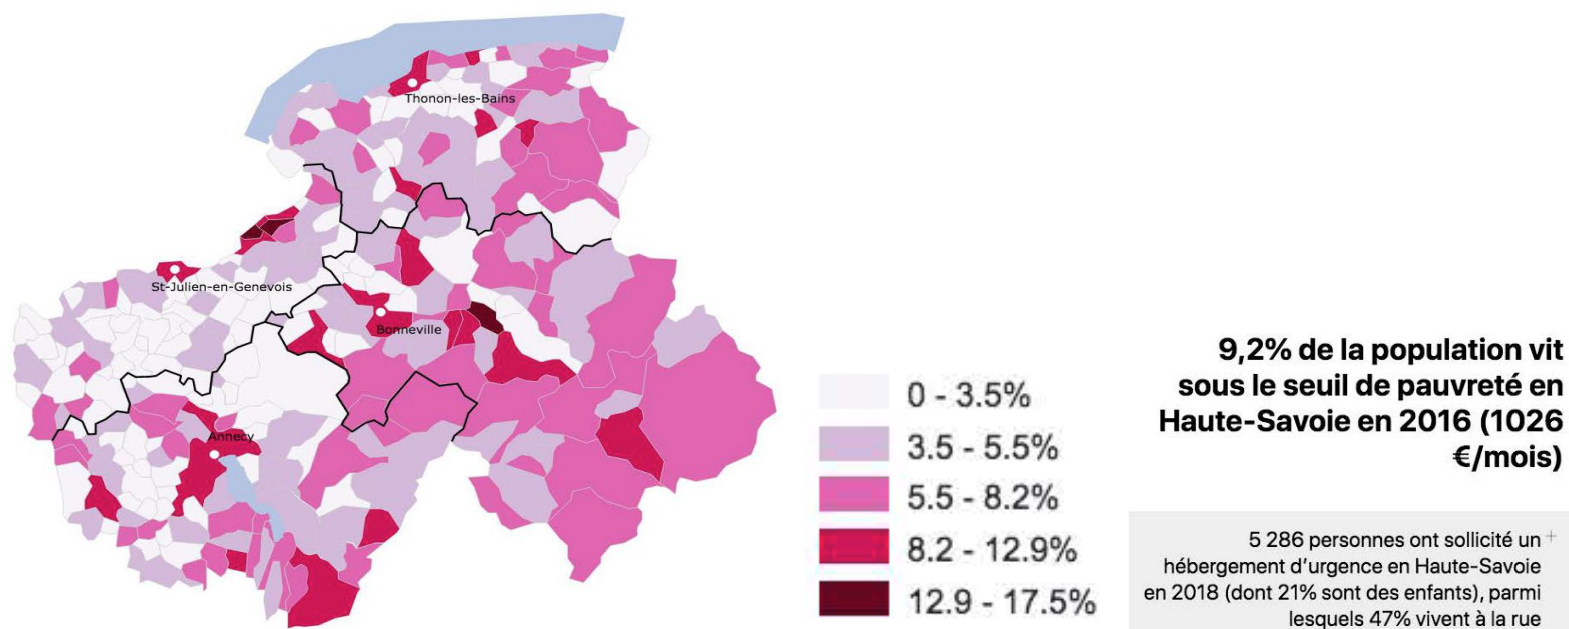 Thonon-les-Bains
St-Julien-en-Genevois
Bonneville
Annecy
0 - 3.5%
3.5 - 5.5%
5.5 - 8.2%
8.2 - 12.9%
12.9 - 17.5%
9,2% de la population vit
sous le seuil de pauvreté en
Haute-Savoie en 2016 (1026
€/mois)
5 286 personnes ont sollicité un +
hébergement d'urgence en Haute-Savoie
en 2018 (dont 21% sont des enfants), parmi
lesquels 47% vivent à la rue